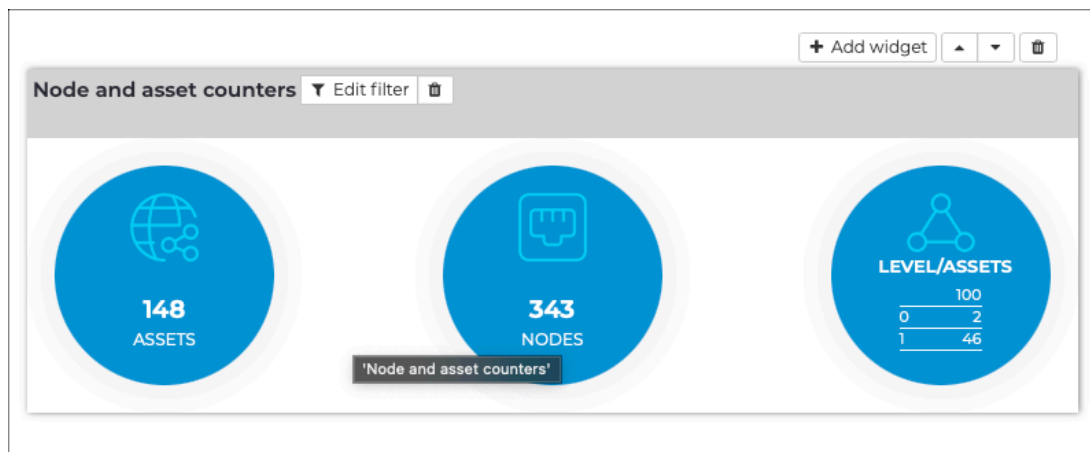 Add widget
Node and asset counters Edit filter
148
ASSETS
343
NODES
LEVEL/ASSETS
100
0 2
1 46
'Node and asset counters'